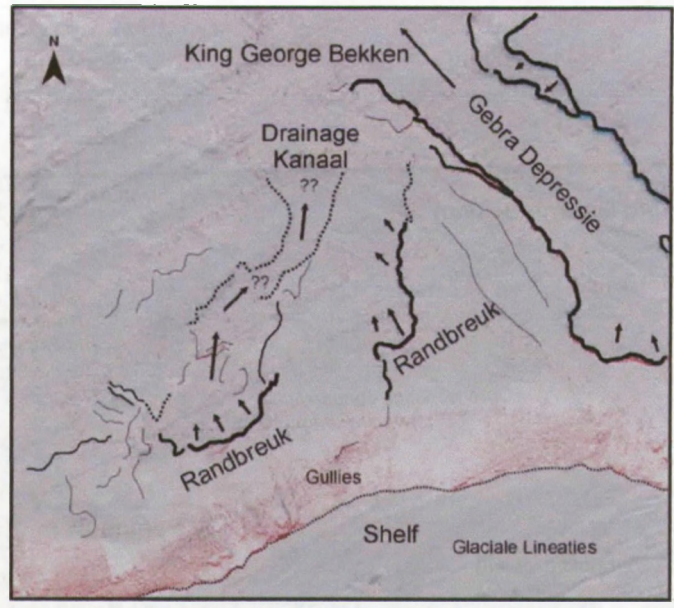 N
King George Bekken
Gebra Depressie
Drainage
Kanaal
??
??
Randbreuk
Randbreuk
Gullies
Shelf
Glaciale Lineaties